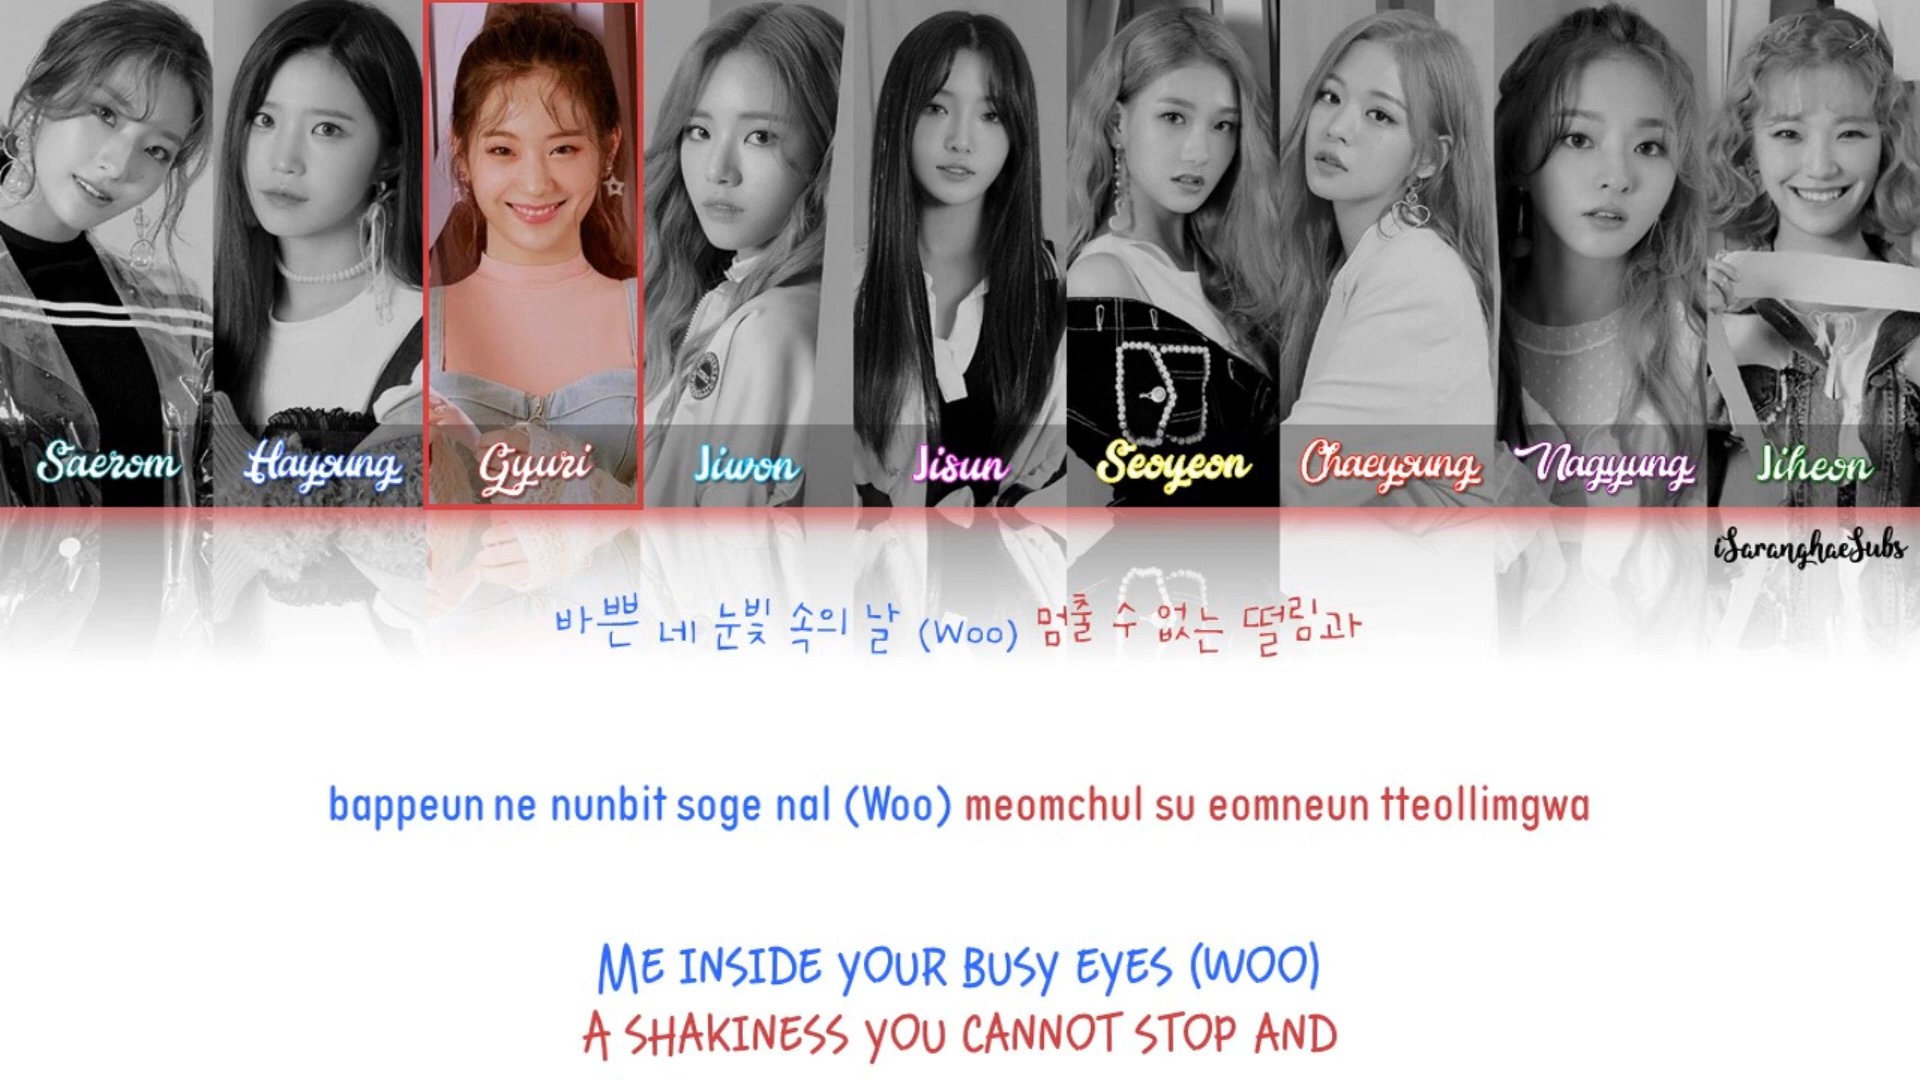 Saerom Hayoung Gyuri Jiwon Jisun Seoyeon Chaeyoung Nagyung Jiheon
iSaranghaeSubs
바쁜 네 눈빛 속의 날 (Woo) 멈출 수 없는 떨림과
bappeun ne nunbit soge nal (Woo) meomchul su eomneun tteollimgwa
ME INSIDE YOUR BUSY EYES (WOO)
A SHAKINESS YOU CANNOT STOP AND